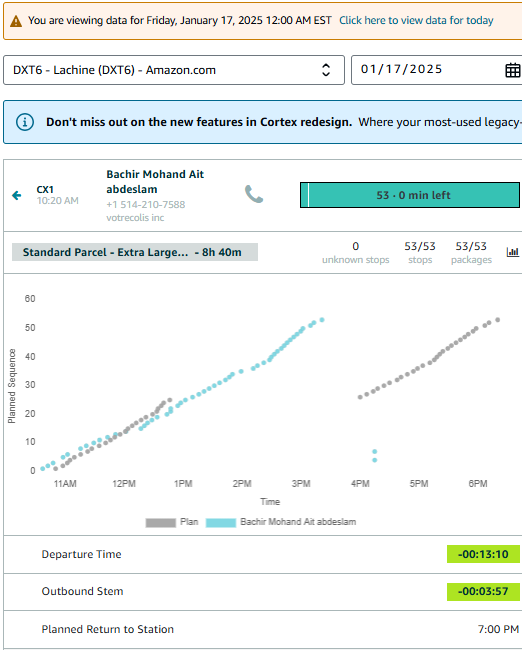 You are viewing data for Friday, January 17, 2025 12:00 AM EST Click here to view data for today
DXT6 - Lachine (DXT6) - Amazon.com
01/17/2025
Don't miss out on the new features in Cortex redesign. Where your most-used legacy-
CX1
10:20 AM
Bachir Mohand Ait
abdeslam
+1 514-210-7588
votrecolis inc
53 · 0 min left
Standard Parcel - Extra Large... - 8h 40m
0
unknown stops
53/53
stops
53/53
packages
Planned Sequence
60
50
40
30
20
10
0
11AM 12PM 1PM 2PM 3PM 4PM 5PM 6PM
Time
Plan Bachir Mohand Ait abdeslam
Departure Time -00:13:10
Outbound Stem -00:03:57
Planned Return to Station 7:00 PM